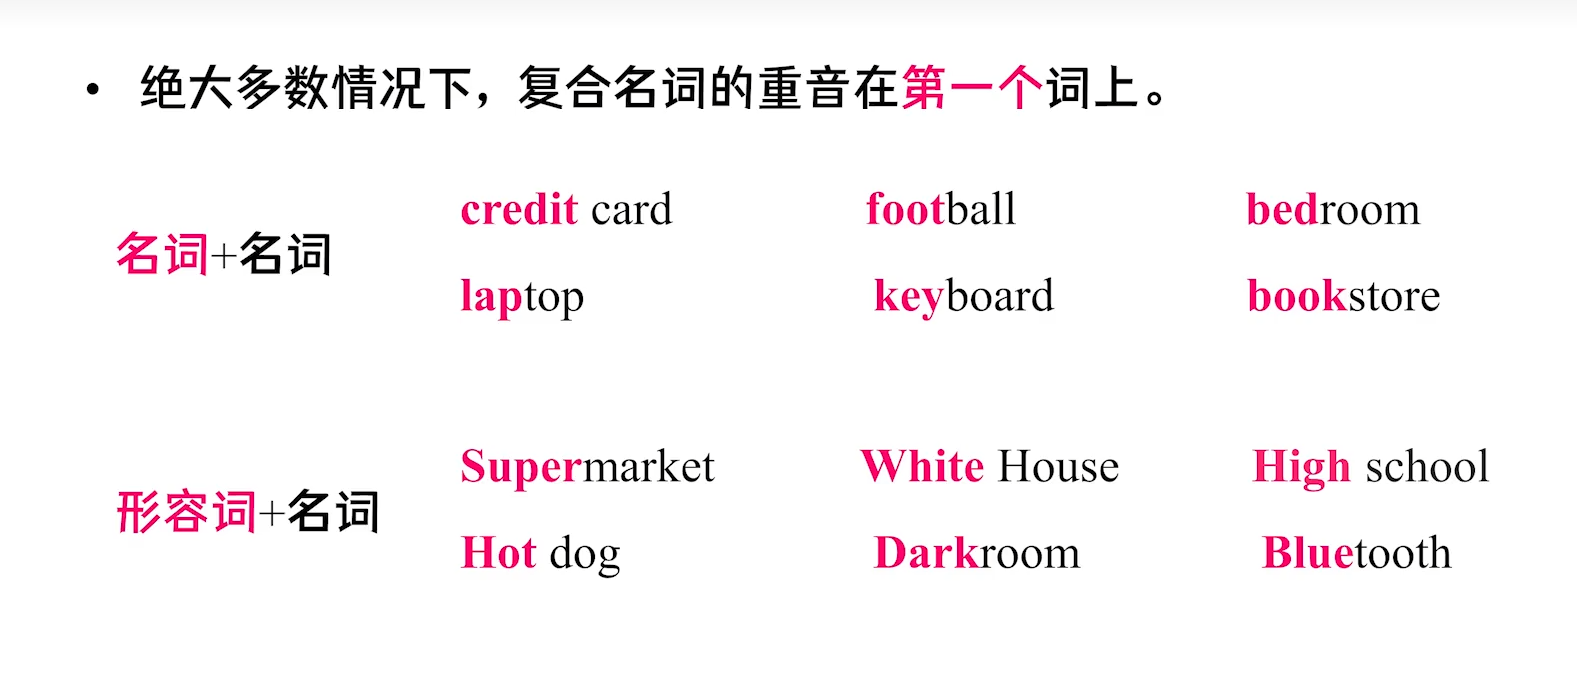 • 绝大多数情况下，复合名词的重音在第一个词上。
credit card football bedroom
名词+名词
laptop keyboard bookstore
Supermarket White House High school
形容词+名词
Hot dog Darkroom Bluetooth